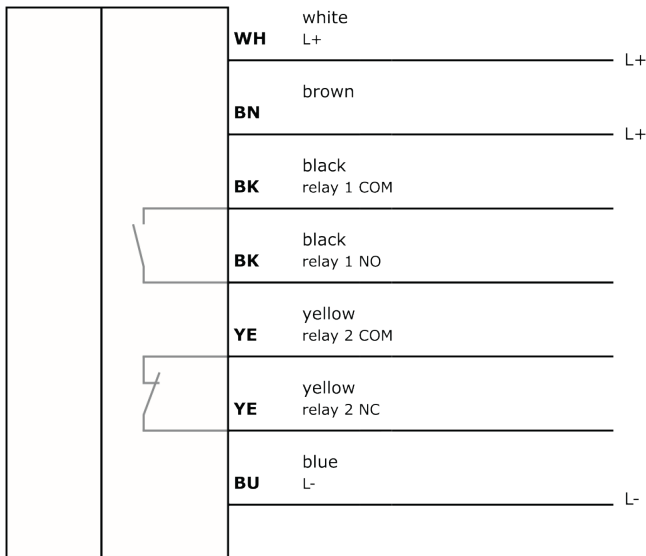 white
WH L+
L+
brown
BN
L+
black
BK relay 1 COM
black
BK relay 1 NO
yellow
YE relay 2 COM
yellow
YE relay 2 NC
blue
BU L-
L-